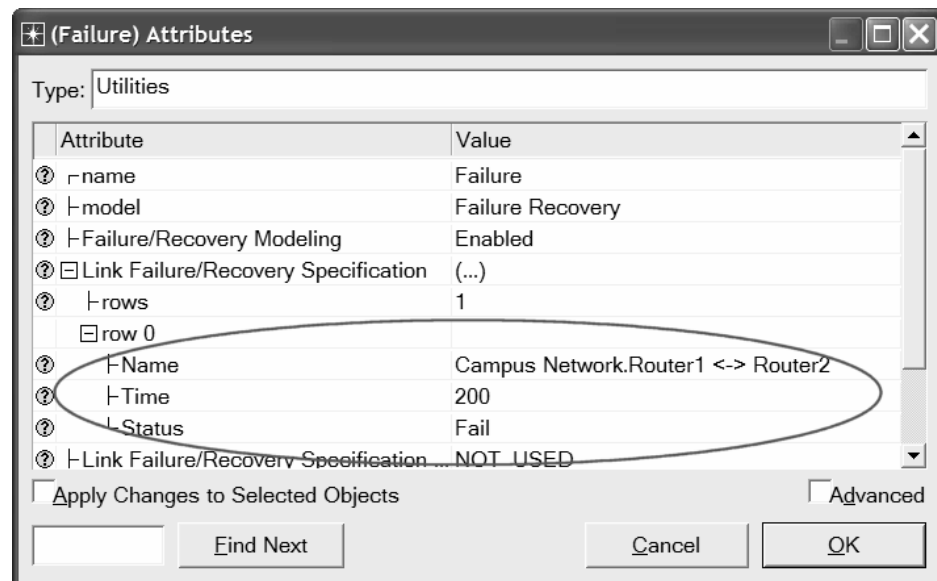 (Failure) Attributes
Type: Utilities
Attribute Value
name Failure
model Failure Recovery
Failure/Recovery Modeling Enabled
Link Failure/Recovery Specification (...)
rows 1
row 0
Name Campus Network.Router1 <-> Router2
Time 200
Status Fail
Link Failure/Recovery Specification ... NOT USED
Apply Changes to Selected Objects Advanced
Find Next Cancel OK